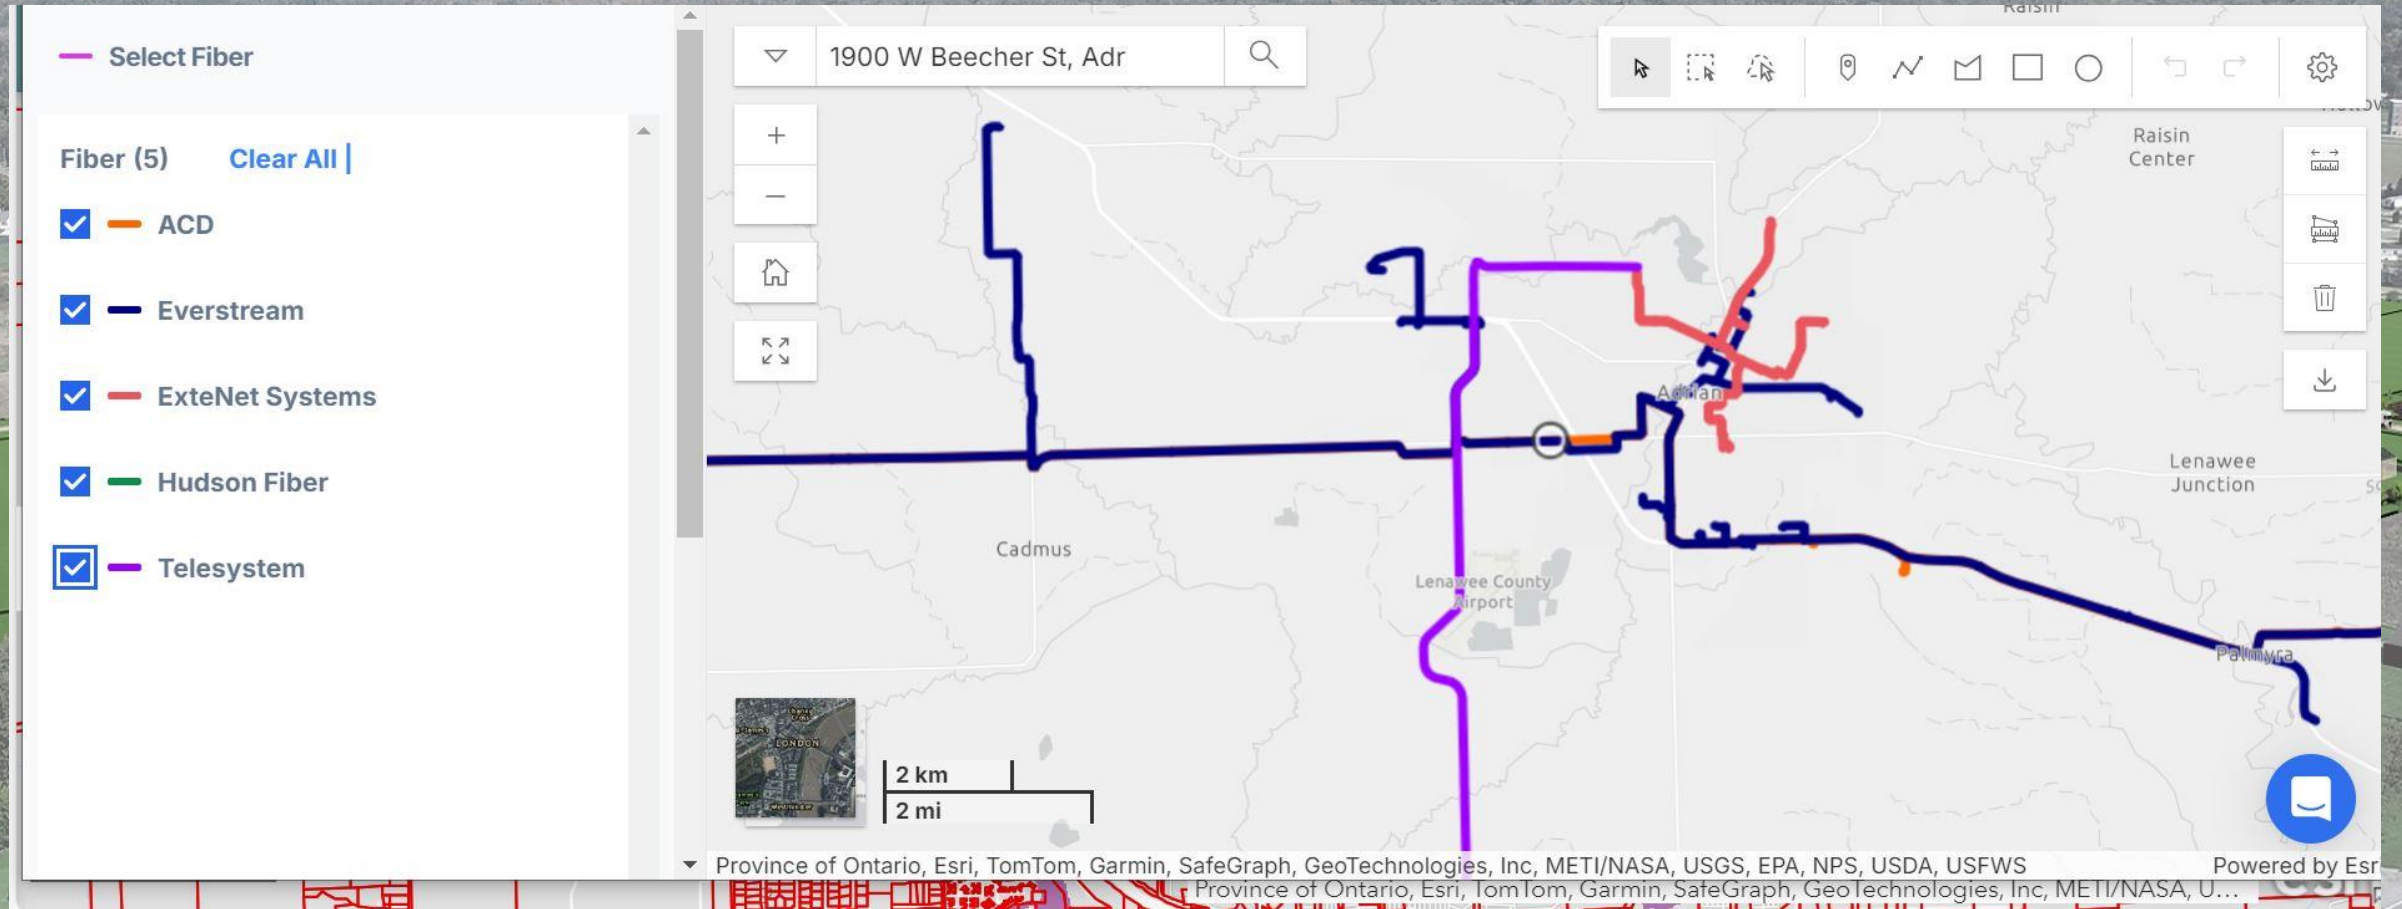 Select Fiber
Fiber (5)
Clear All |
ACD
Everstream
ExteNet Systems
Hudson Fiber
Telesystem
1900 W Beecher St, Adr
Raisin
Raisin
Center
Adrian
Lenawee
Junction
Cadmus
Lenawee County
Airport
Palmyra
LONDON
2 km
2 mi
Province of Ontario, Esri, TomTom, Garmin, SafeGraph, GeoTechnologies, Inc, METI/NASA, USGS, EPA, NPS, USDA, USFWS
Powered by Esr
Province of Ontario, Esri, TomTom, Garmin, SafeGraph, GeoTechnologies, Inc, METI/NASA, U...